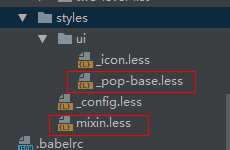 styles
ui
_icon.less
_pop-base.less
_config.less
mixin.less
.babelrc